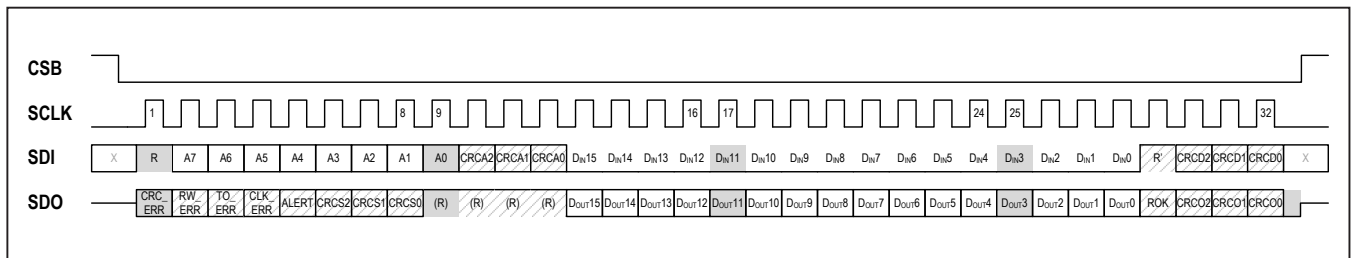 CSB
SCLK 1 8 9 16 17 24 25 32
SDI X R A7 A6 A5 A4 A3 A2 A1 A0 CRCA2 CRCA1 CRCA0 DIN15 DIN14 DIN13 DIN12 DIN11 DIN10 DIN9 DIN8 DIN7 DIN6 DIN5 DIN4 DIN3 DIN2 DIN1 DIN0 R' CRCD2 CRCD1 CRCD0 X
SDO CRC_ERR RW_ERR TO_ERR CLK_ERR ALERT CRCS2 CRCS1 CRCS0 (R) (R) (R) (R) DOUT15 DOUT14 DOUT13 DOUT12 DOUT11 DOUT10 DOUT9 DOUT8 DOUT7 DOUT6 DOUT5 DOUT4 DOUT3 DOUT2 DOUT1 DOUT0 ROK CRCO2 CRCO1 CRCO0